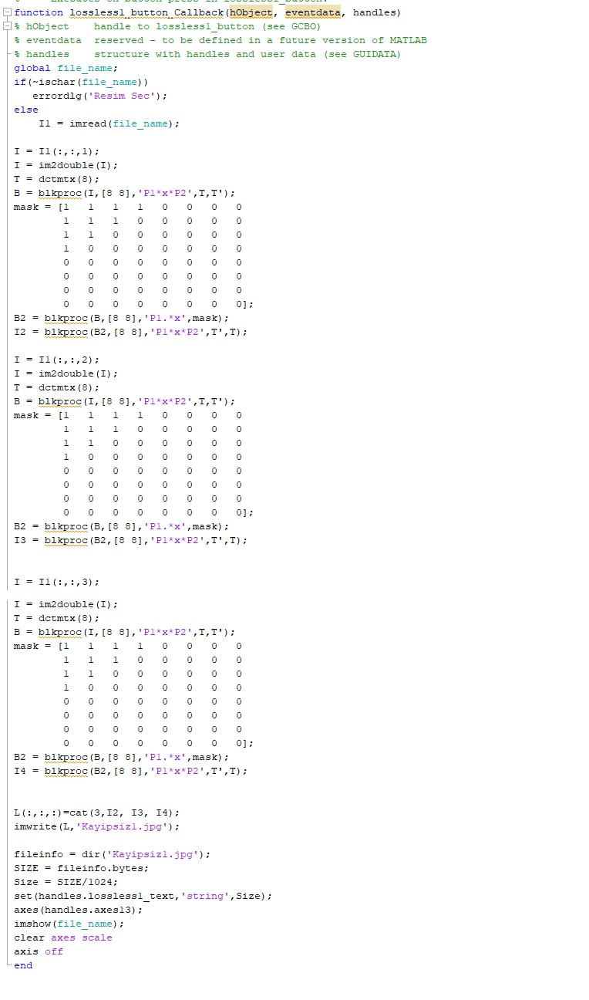 function lossless1_button_Callback(hObject, eventdata, handles)
% hObject    handle to lossless1_button (see GCBO)
% eventdata  reserved - to be defined in a future version of MATLAB
% handles    structure with handles and user data (see GUIDATA)
global file_name;
if(~ischar(file_name))
   errordlg('Resim Sec');
else
    I1 = imread(file_name);
I = I1(:,:,1);
I = im2double(I);
T = dctmtx(8);
B = blkproc(I,[8 8],'P1*x*P2',T,T');
mask = [1   1   1   1   0   0   0   0
        1   1   1   0   0   0   0   0
        1   1   0   0   0   0   0   0
        1   0   0   0   0   0   0   0
        0   0   0   0   0   0   0   0
        0   0   0   0   0   0   0   0
        0   0   0   0   0   0   0   0
        0   0   0   0   0   0   0   0];
B2 = blkproc(B,[8 8],'P1.*x',mask);
I2 = blkproc(B2,[8 8],'P1*x*P2',T',T);
I = I1(:,:,2);
I = im2double(I);
T = dctmtx(8);
B = blkproc(I,[8 8],'P1*x*P2',T,T');
mask = [1   1   1   1   0   0   0   0
        1   1   1   0   0   0   0   0
        1   1   0   0   0   0   0   0
        1   0   0   0   0   0   0   0
        0   0   0   0   0   0   0   0
        0   0   0   0   0   0   0   0
        0   0   0   0   0   0   0   0
        0   0   0   0   0   0   0   0];
B2 = blkproc(B,[8 8],'P1.*x',mask);
I3 = blkproc(B2,[8 8],'P1*x*P2',T',T);
I = I1(:,:,3);
I = im2double(I);
T = dctmtx(8);
B = blkproc(I,[8 8],'P1*x*P2',T,T');
mask = [1   1   1   1   0   0   0   0
        1   1   1   0   0   0   0   0
        1   1   0   0   0   0   0   0
        1   0   0   0   0   0   0   0
        0   0   0   0   0   0   0   0
        0   0   0   0   0   0   0   0
        0   0   0   0   0   0   0   0
        0   0   0   0   0   0   0   0];
B2 = blkproc(B,[8 8],'P1.*x',mask);
I4 = blkproc(B2,[8 8],'P1*x*P2',T',T);
L(:,:,:)=cat(3,I2, I3, I4);
imwrite(L,'Kayipsiz1.jpg');
fileinfo = dir('Kayipsiz1.jpg');
SIZE = fileinfo.bytes;
Size = SIZE/1024;
set(handles.lossless1_text,'string',Size);
axes(handles.axes13);
imshow(file_name);
clear axes scale
axis off
end